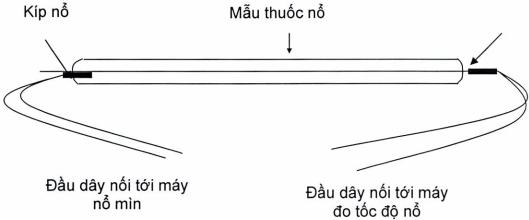 Kíp nổ
Mẫu thuốc nổ
Đầu dây nối tới máy
nổ mìn
Đầu dây nối tới máy
đo tốc độ nổ